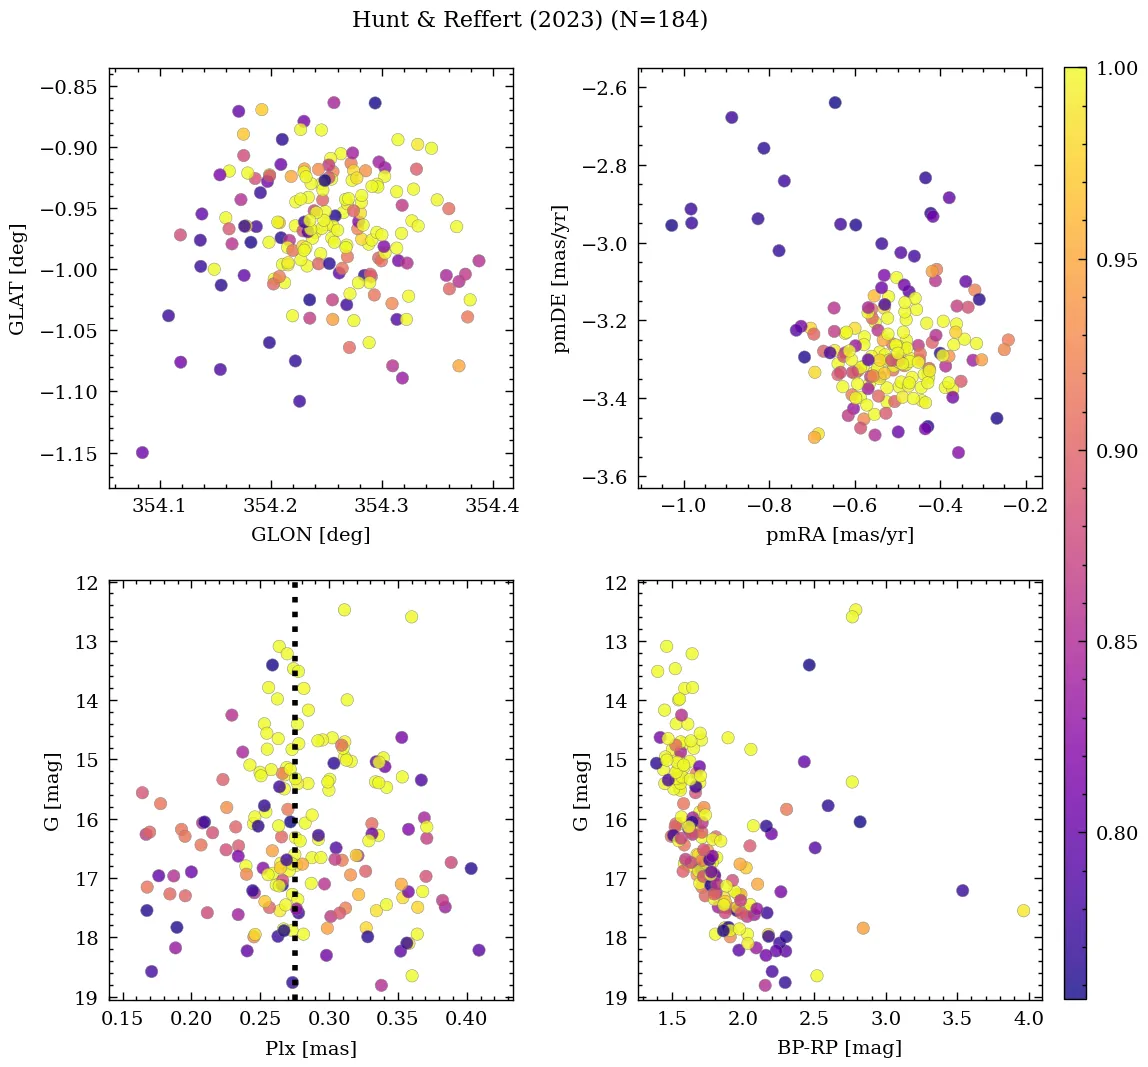 Hunt & Reffert (2023) (N=184)
−0.85
−0.90
−0.95
−1.00
−1.05
−1.10
−1.15
GLAT [deg]
354.1 354.2 354.3 354.4
GLON [deg]
−2.6
−2.8
−3.0
−3.2
−3.4
−3.6
pmDE [mas/yr]
−1.0 −0.8 −0.6 −0.4 −0.2
pmRA [mas/yr]
12
13
14
15
16
17
18
19
G [mag]
0.15 0.20 0.25 0.30 0.35 0.40
Plx [mas]
12
13
14
15
16
17
18
19
G [mag]
1.5 2.0 2.5 3.0 3.5 4.0
BP-RP [mag]
1.00
0.95
0.90
0.85
0.80